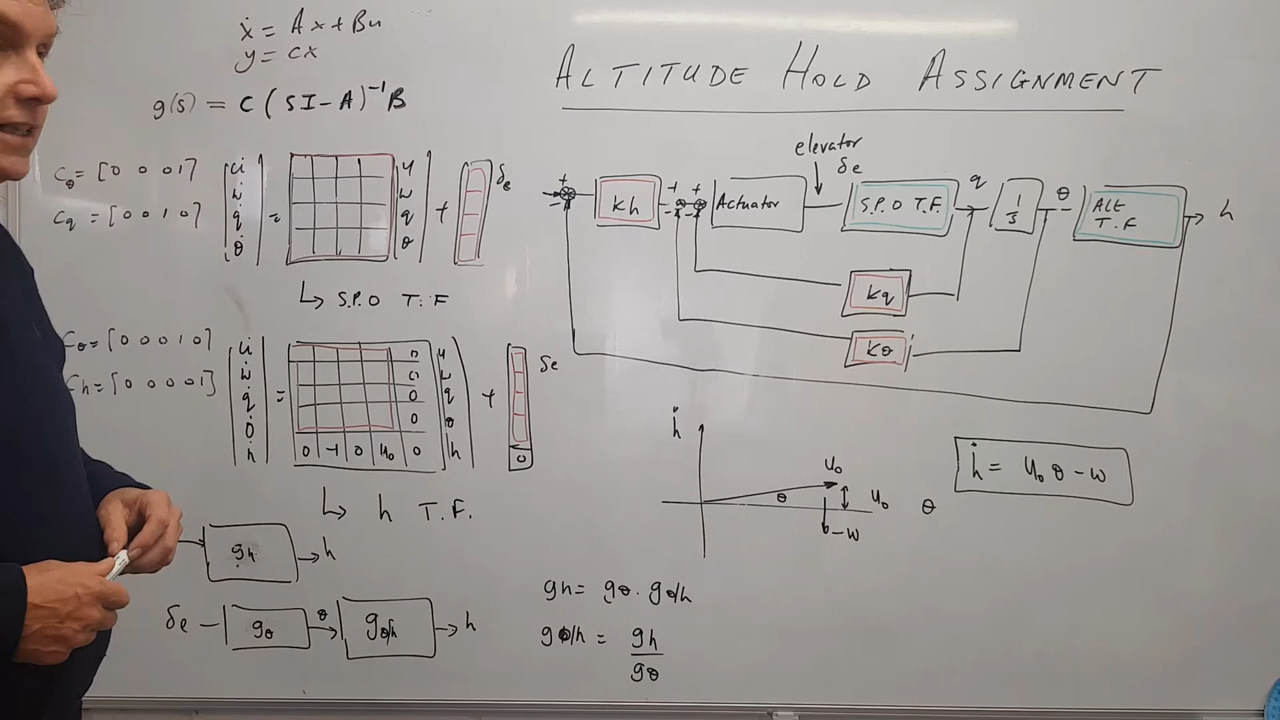 ẋ = Ax + Bu
y = cx
g(s) = C (SI - A)⁻¹ B
ALTITUDE HOLD ASSIGNMENT
elevator
δe
Cθ = [0 0 0 1]
Cq = [0 0 1 0]
u̇ ẇ q̇ θ̇ = u w q θ + δe
↳ S.P.O T.F
+ - kh + - + - Actuator S.P.O T.F. q 1/s θ ALT T.F h
kq
kθ
Cθ = [0 0 0 1 0]
Ch = [0 0 0 0 1]
u̇ 0 u
ẇ 0 w
q̇ = 0 q + δe
θ̇ 0 θ
ḣ 0 -1 0 u₀ 0 h 0
↳ h T.F.
ḣ
u₀
θ u₀ θ
-w
ḣ = u₀ θ - w
gh → h
δe - gθ θ → gθ/h → h
gh = gθ · gθ/h
gθ/h = gh / gθ